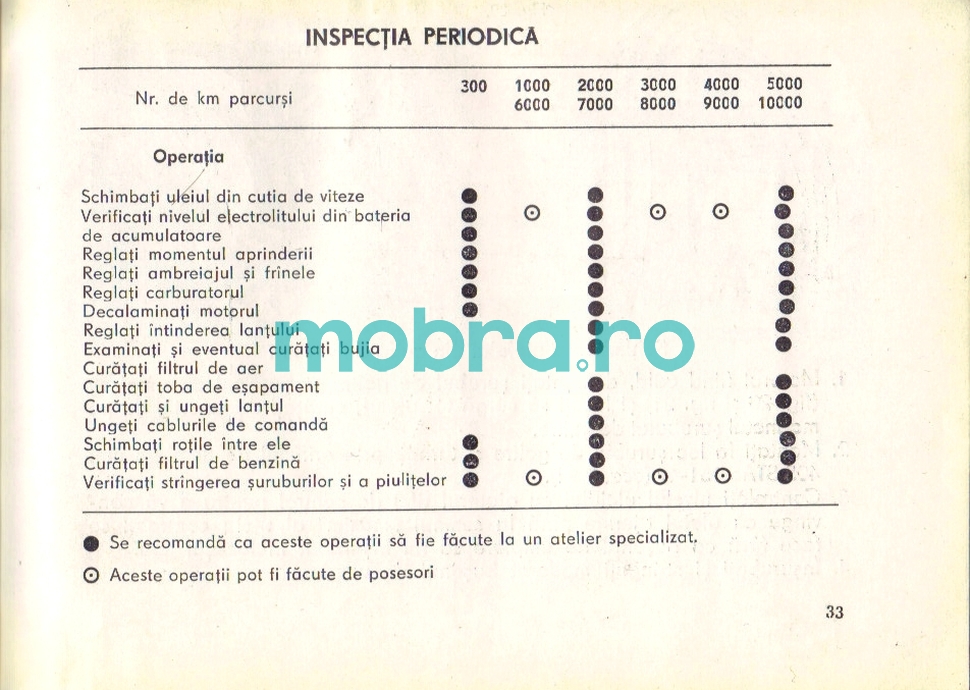 INSPECȚIA PERIODICĂ
Nr. de km parcurși 300 1000 2000 3000 4000 5000
6000 7000 8000 9000 10000
Operația
Schimbați uleiul din cutia de viteze
Verificați nivelul electrolitului din bateria
de acumulatoare
Reglați momentul aprinderii
Reglați ambreiajul și frînele
Reglați carburatorul
Decalaminați motorul
Reglați întinderea lanțului
Examinați și eventual curățați bujia
mobra.ro
Curățați filtrul de aer
Curățați toba de eșapament
Curățați și ungeți lanțul
Ungeți cablurile de comandă
Schimbați roțile între ele
Curățați filtrul de benzină
Verificați stringerea șuruburilor și a piulițelor
● Se recomandă ca aceste operații să fie făcute la un atelier specializat.
⊙ Aceste operații pot fi făcute de posesori
33